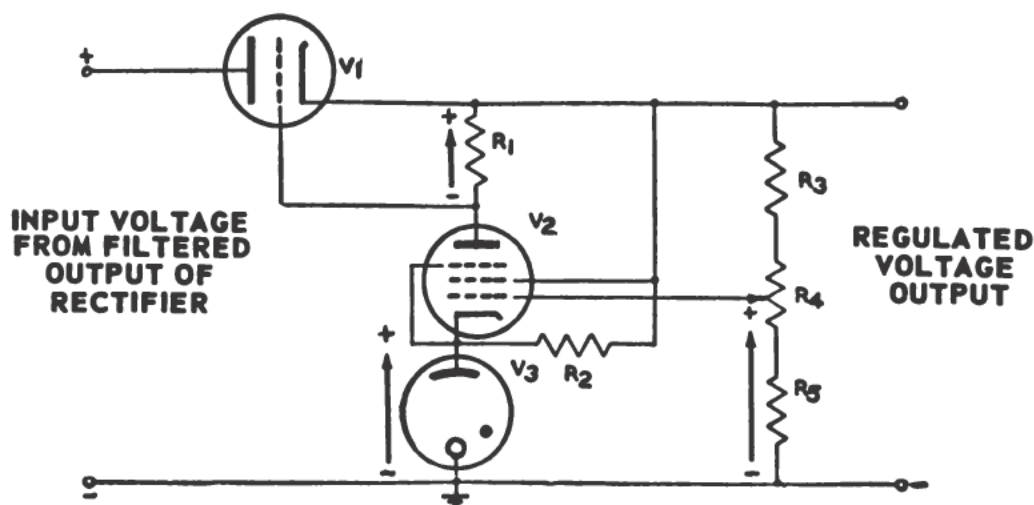 +
V1
+
R1
-
R3
INPUT VOLTAGE
FROM FILTERED
OUTPUT OF
RECTIFIER
V2
REGULATED
VOLTAGE
OUTPUT
R4
+
+
V3
R2
R5
-
-
-
-